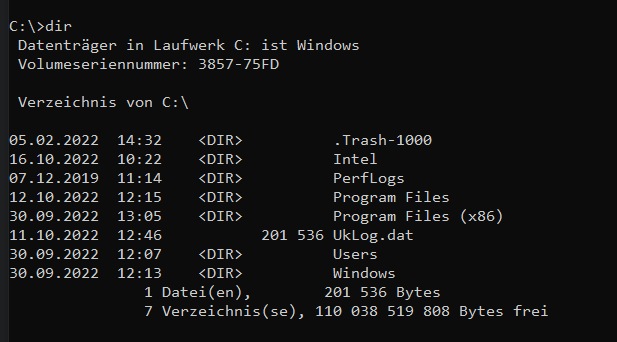 C:\>dir
Datenträger in Laufwerk C: ist Windows
Volumeseriennummer: 3857-75FD
Verzeichnis von C:\
05.02.2022  14:32    <DIR>          .Trash-1000
16.10.2022  10:22    <DIR>          Intel
07.12.2019  11:14    <DIR>          PerfLogs
12.10.2022  12:15    <DIR>          Program Files
30.09.2022  13:05    <DIR>          Program Files (x86)
11.10.2022  12:46           201 536 UkLog.dat
30.09.2022  12:07    <DIR>          Users
30.09.2022  12:13    <DIR>          Windows
1 Datei(en),        201 536 Bytes
7 Verzeichnis(se), 110 038 519 808 Bytes frei